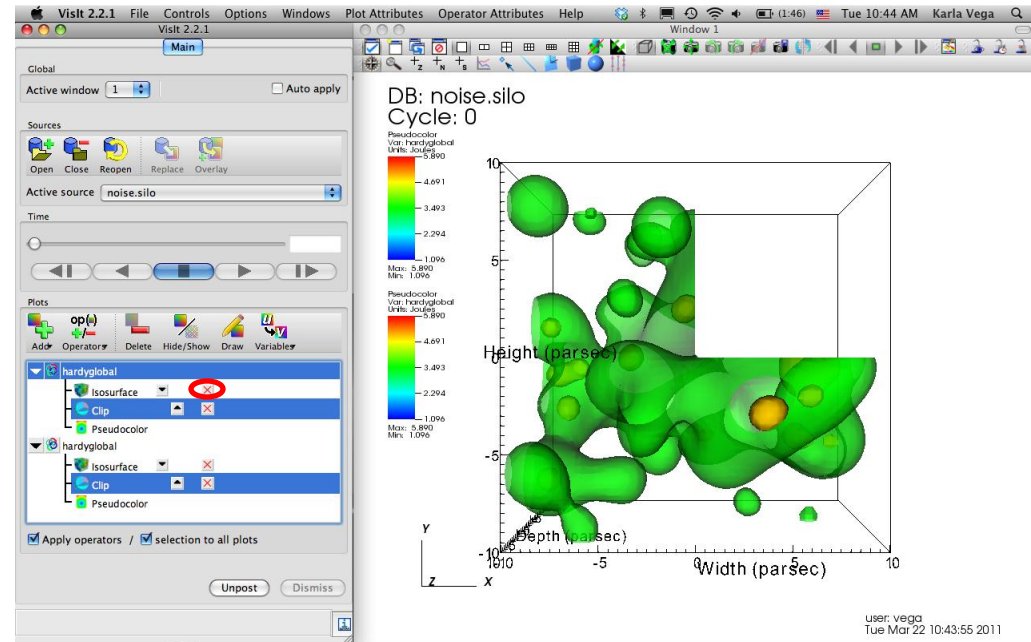 VisIt 2.2.1 File Controls Options Windows Plot Attributes Operator Attributes Help (1:46) Tue 10:44 AM Karla Vega
VisIt 2.2.1
Main
Global
Active window 1 Auto apply
Sources
Open Close Reopen Replace Overlay
Active source noise.silo
Time
Plots
op(=)
+/-
Add Operators Delete Hide/Show Draw Variables
hardyglobal
Isosurface
Clip
Pseudocolor
hardyglobal
Isosurface
Clip
Pseudocolor
Apply operators / selection to all plots
Unpost Dismiss
Window 1
DB: noise.silo
Cycle: 0
Pseudocolor
Var: hardyglobal
Units: Joules
5.890
4.691
3.493
2.294
1.096
Max: 5.890
Min: 1.096
Pseudocolor
Var: hardyglobal
Units: Joules
5.890
4.691
3.493
2.294
1.096
Max: 5.890
Min: 1.096
10
5
Height (parsec)
0
-5
-10
Depth (parsec)
-10
-5
0
Width (parsec)
5
10
Y
Z X
user: vega
Tue Mar 22 10:43:55 2011